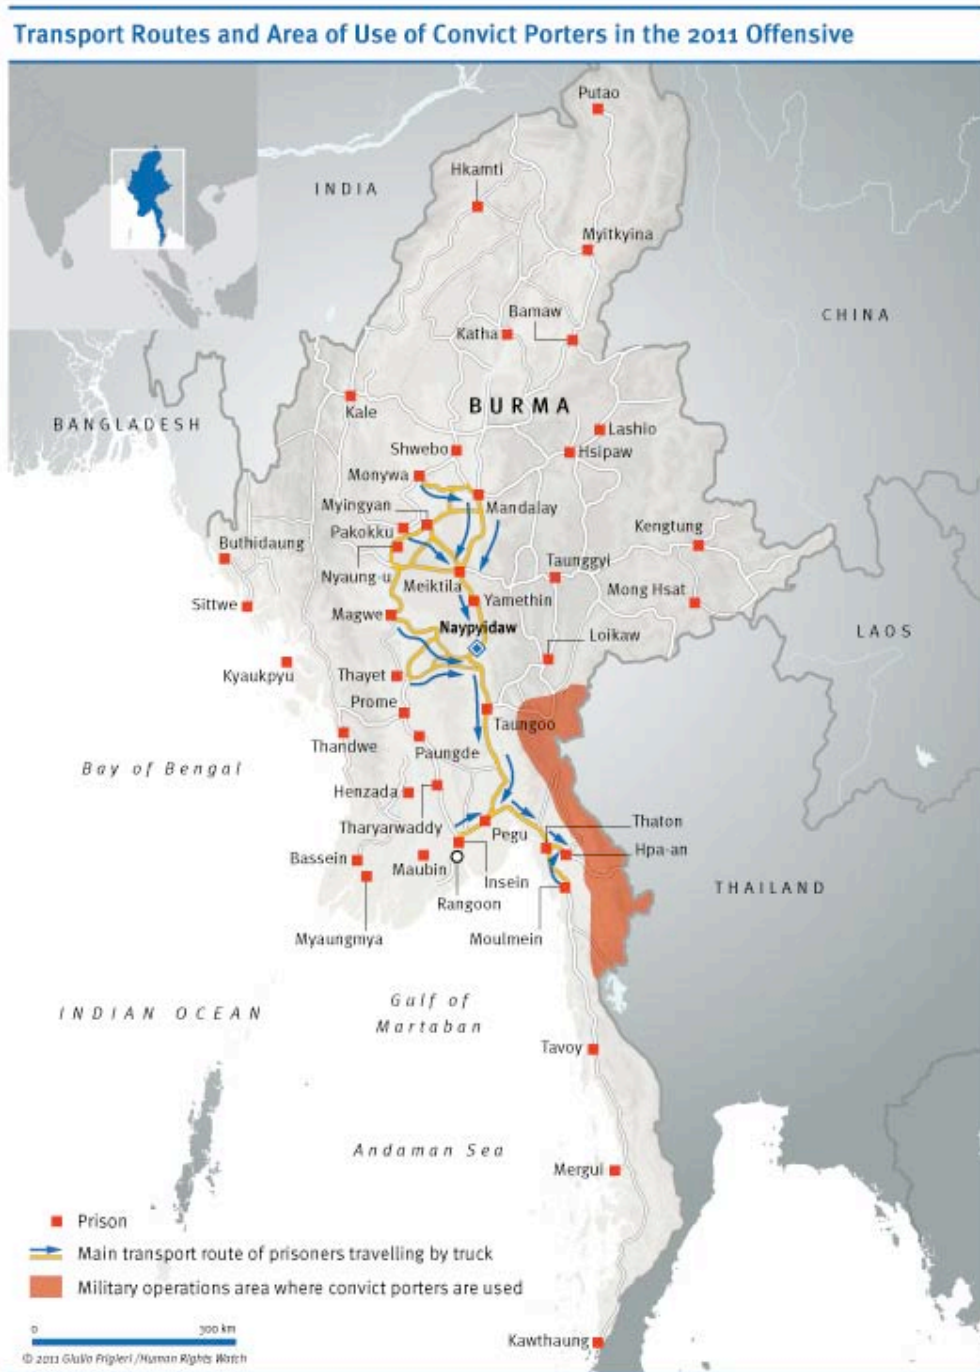 Transport Routes and Area of Use of Convict Porters in the 2011 Offensive
Putao
Hkamti
INDIA
Myitkyina
Bamaw
CHINA
Katha
BURMA
Kale
BANGLADESH
Lashio
Shwebo
Hsipaw
Monywa
Myingyan
Mandalay
Pakokku
Kengtung
Buthidaung
Taunggyi
Nyaung-u
Meiktila
Mong Hsat
Sittwe
Yamethin
Magwe
Naypyidaw
LAOS
Loikaw
Kyaukpyu
Thayet
Prome
Taungoo
Thandwe
Paungde
Bay of Bengal
Henzada
Tharyarwaddy
Thaton
Pegu
Hpa-an
Bassein
Maubin
Insein
THAILAND
Rangoon
Myaungmya
Moulmein
INDIAN OCEAN
Gulf of
Martaban
Tavoy
Andaman Sea
Mergui
Prison
Main transport route of prisoners travelling by truck
Military operations area where convict porters are used
0 300 km
Kawthaung
© 2011 Giulio Frigieri /Human Rights Watch